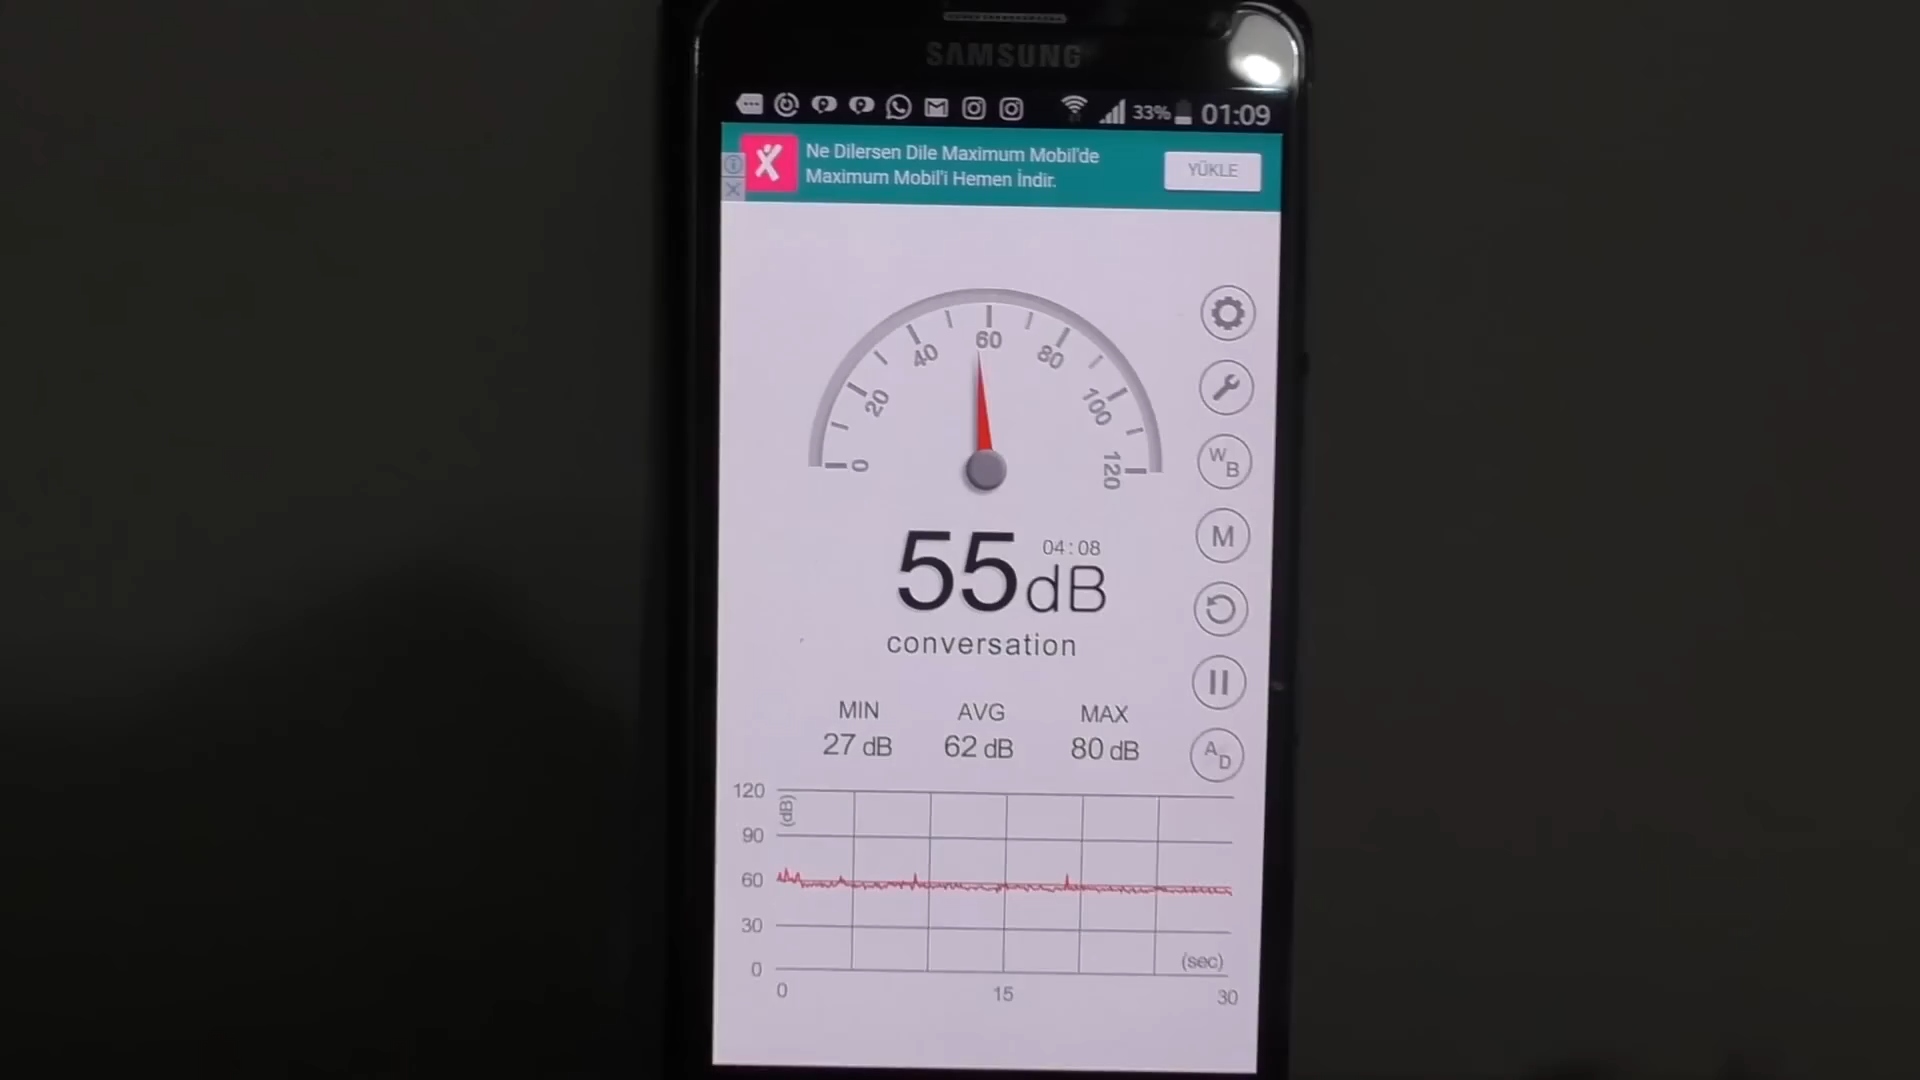 SAMSUNG
33% 01:09
Ne Dilersen Dile Maximum Mobil'de
Maximum Mobil'i Hemen İndir.
YÜKLE
0 20 40 60 80 100 120
W B
M
04:08
55 dB
conversation
MIN AVG MAX
27 dB 62 dB 80 dB
A D
120
(dB)
90
60
30
(sec)
0
0 15 30